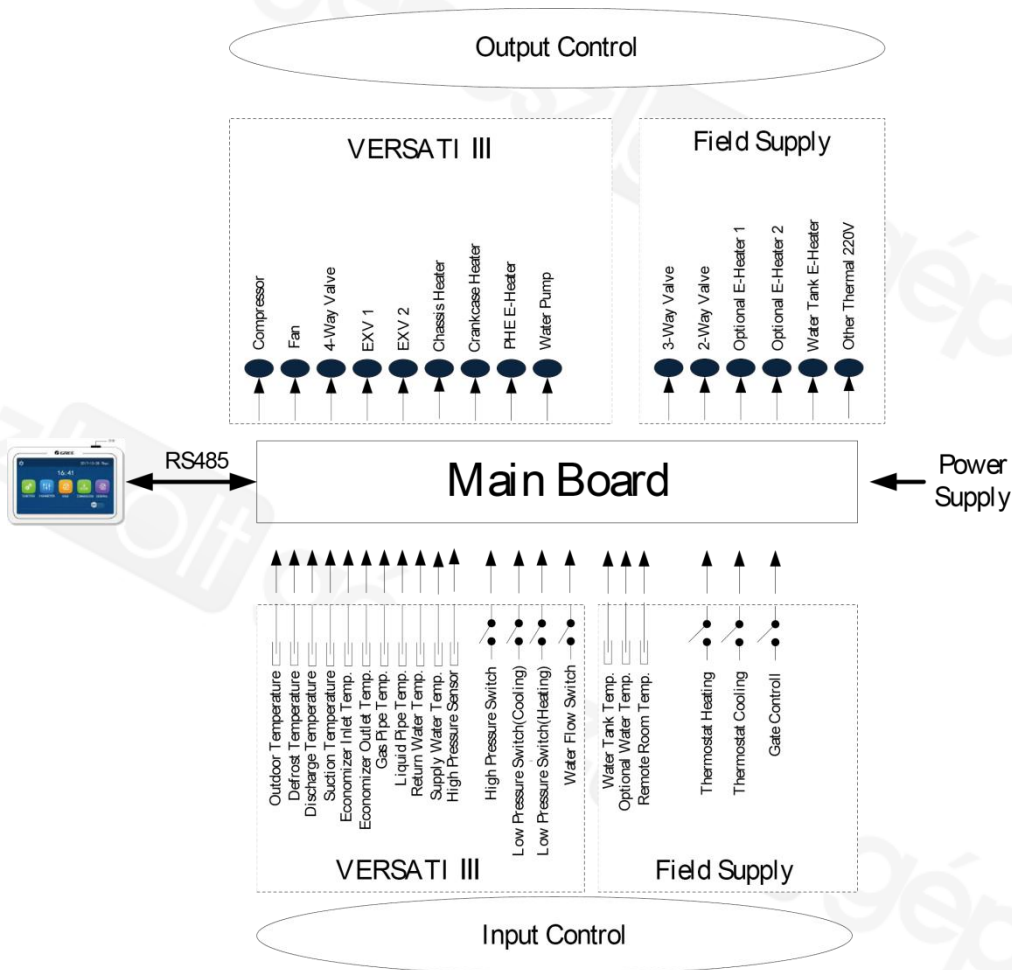 Output Control
VERSATI III
Field Supply
Compressor
Fan
4-Way Valve
EXV 1
EXV 2
Chassis Heater
Crankcase Heater
PHE E-Heater
Water Pump
3-Way Valve
2-Way Valve
Optional E-Heater 1
Optional E-Heater 2
Water Tank E-Heater
Other Thermal 220V
GREE
16:41
RS485
Main Board
Power
Supply
Outdoor Temperature
Defrost Temperature
Discharge Temperature
Suction Temperature
Economizer Inlet Temp.
Economizer Outlet Temp.
Gas Pipe Temp.
Liquid Pipe Temp.
Return Water Temp.
Supply Water Temp.
High Pressure Sensor
High Pressure Switch
Low Pressure Switch(Cooling)
Low Pressure Switch(Heating)
Water Flow Switch
Water Tank Temp.
Optional Water Temp.
Remote Room Temp.
Thermostat Heating
Thermostat Cooling
Gate Controll
VERSATI III
Field Supply
Input Control